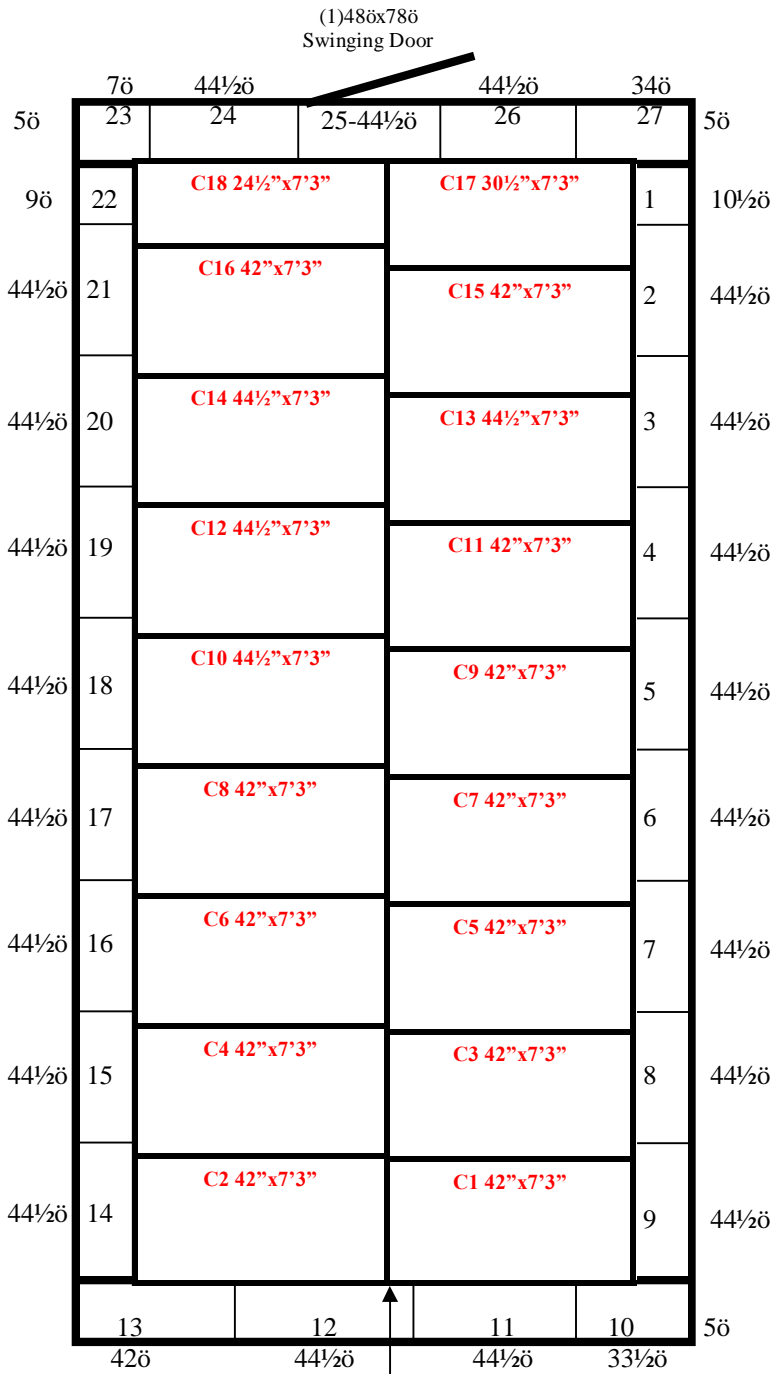 (1)48öx78ö
Swinging Door
7ö 44½ö 44½ö 34ö
5ö 23 24 25-44½ö 26 27 5ö
9ö 22 C18 24½”x7’3” C17 30½”x7’3” 1 10½ö
44½ö 21 C16 42”x7’3” C15 42”x7’3” 2 44½ö
44½ö 20 C14 44½”x7’3” C13 44½”x7’3” 3 44½ö
44½ö 19 C12 44½”x7’3” C11 42”x7’3” 4 44½ö
44½ö 18 C10 44½”x7’3” C9 42”x7’3” 5 44½ö
44½ö 17 C8 42”x7’3” C7 42”x7’3” 6 44½ö
44½ö 16 C6 42”x7’3” C5 42”x7’3” 7 44½ö
44½ö 15 C4 42”x7’3” C3 42”x7’3” 8 44½ö
44½ö 14 C2 42”x7’3” C1 42”x7’3” 9 44½ö
13 12 11 10 5ö
42ö 44½ö 44½ö 33½ö